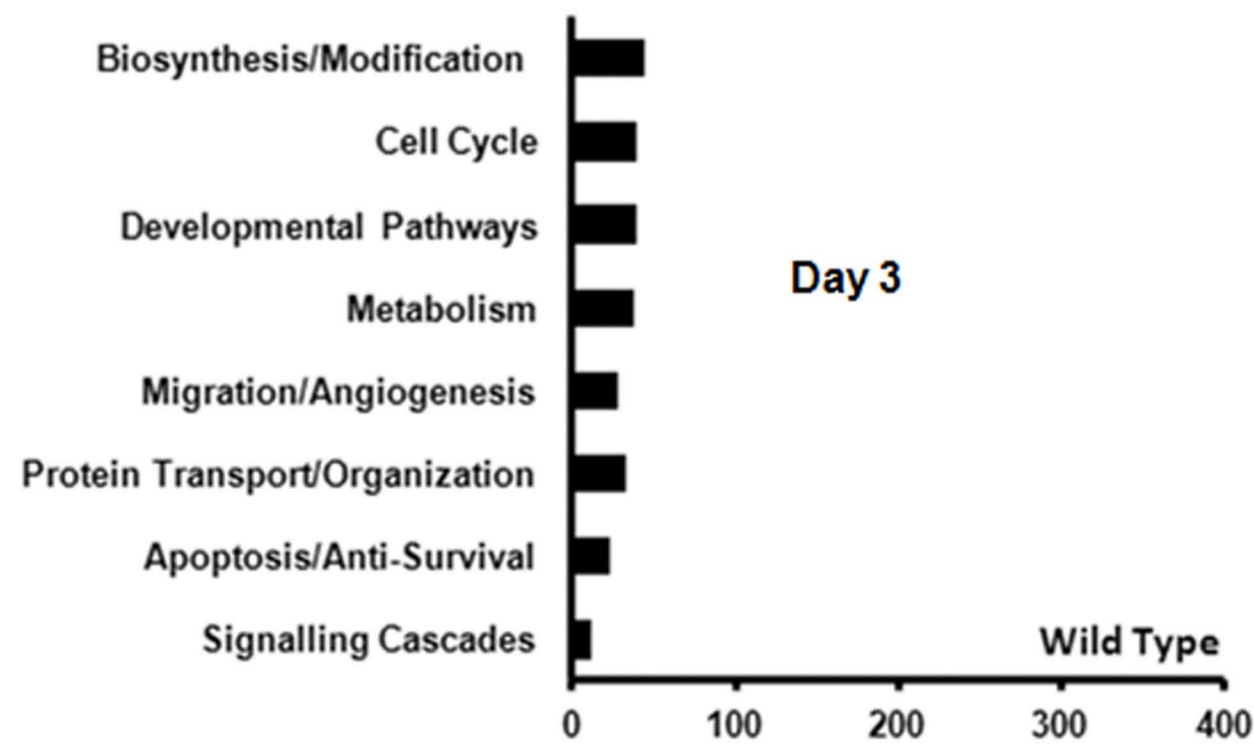 Biosynthesis/Modification
Cell Cycle
Developmental Pathways
Day 3
Metabolism
Migration/Angiogenesis
Protein Transport/Organization
Apoptosis/Anti-Survival
Signalling Cascades
Wild Type
0 100 200 300 400